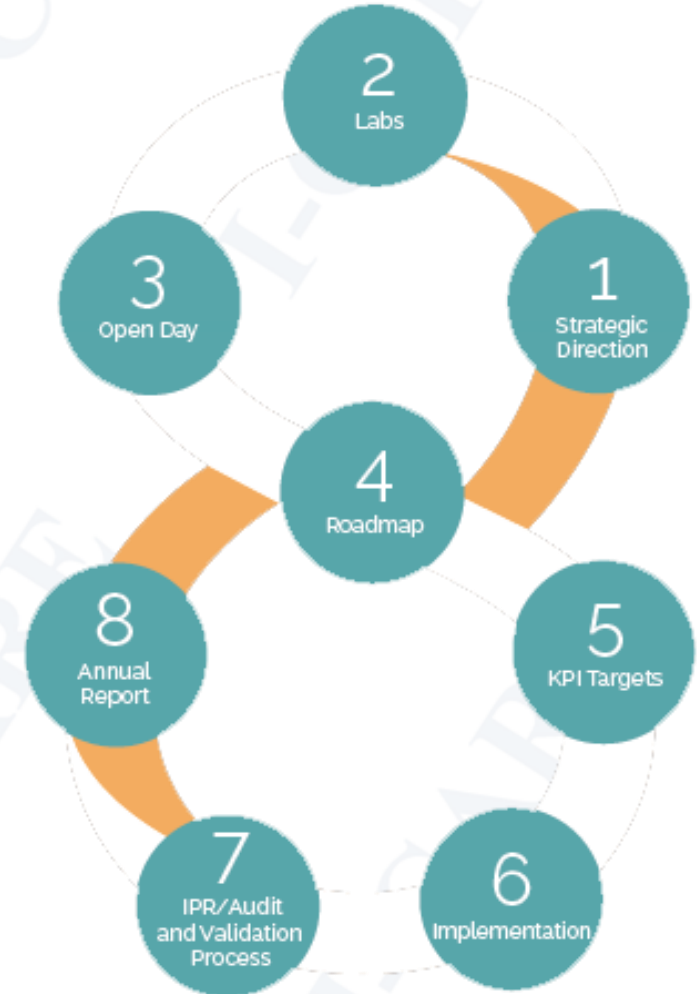 2
Labs
1
Strategic
Direction
3
Open Day
4
Roadmap
5
KPI Targets
8
Annual
Report
6
Implementation
7
IPR/Audit
and Validation
Process